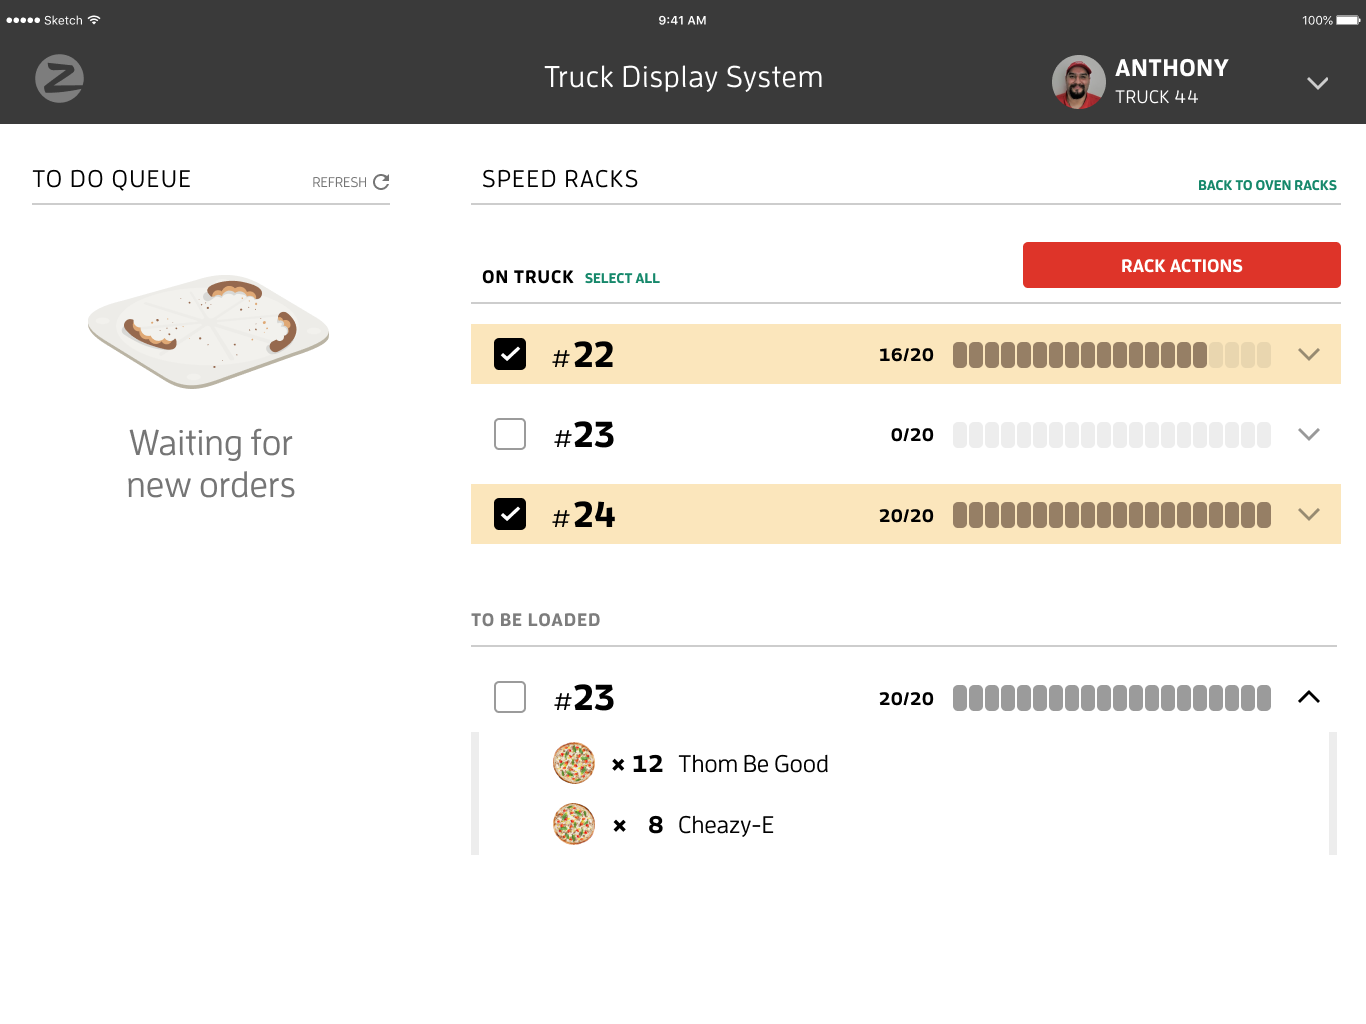 Sketch
9:41 AM
100%
Z
Truck Display System
ANTHONY
TRUCK 44
TO DO QUEUE
REFRESH
Waiting for
new orders
SPEED RACKS
BACK TO OVEN RACKS
ON TRUCK SELECT ALL
RACK ACTIONS
#22 16/20
#23 0/20
#24 20/20
TO BE LOADED
#23 20/20
× 12 Thom Be Good
× 8 Cheazy-E